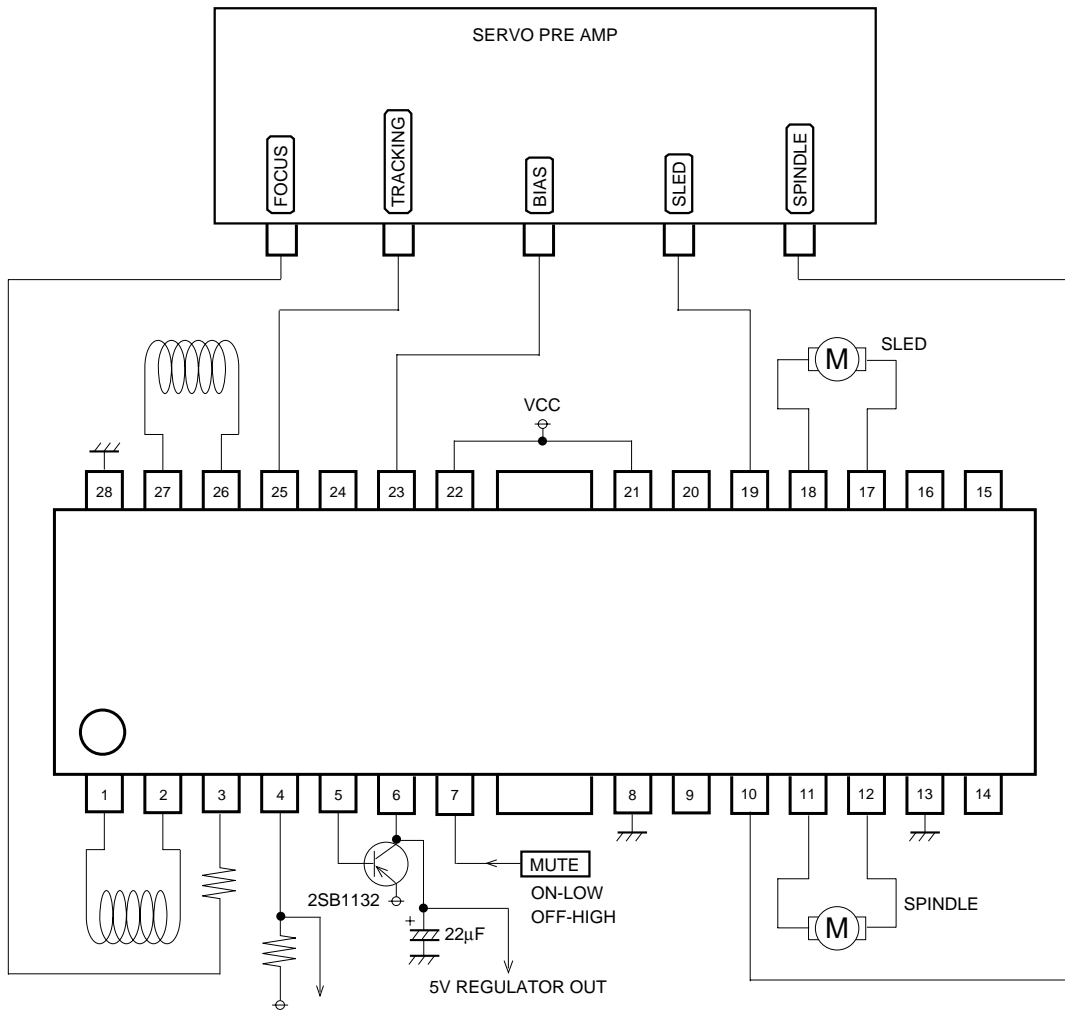 SERVO PRE AMP
FOCUS
TRACKING
BIAS
SLED
SPINDLE
SLED
M
VCC
28 27 26 25 24 23 22 21 20 19 18 17 16 15
1 2 3 4 5 6 7 8 9 10 11 12 13 14
MUTE
2SB1132
ON-LOW
OFF-HIGH
SPINDLE
M
+
22μF
5V REGULATOR OUT